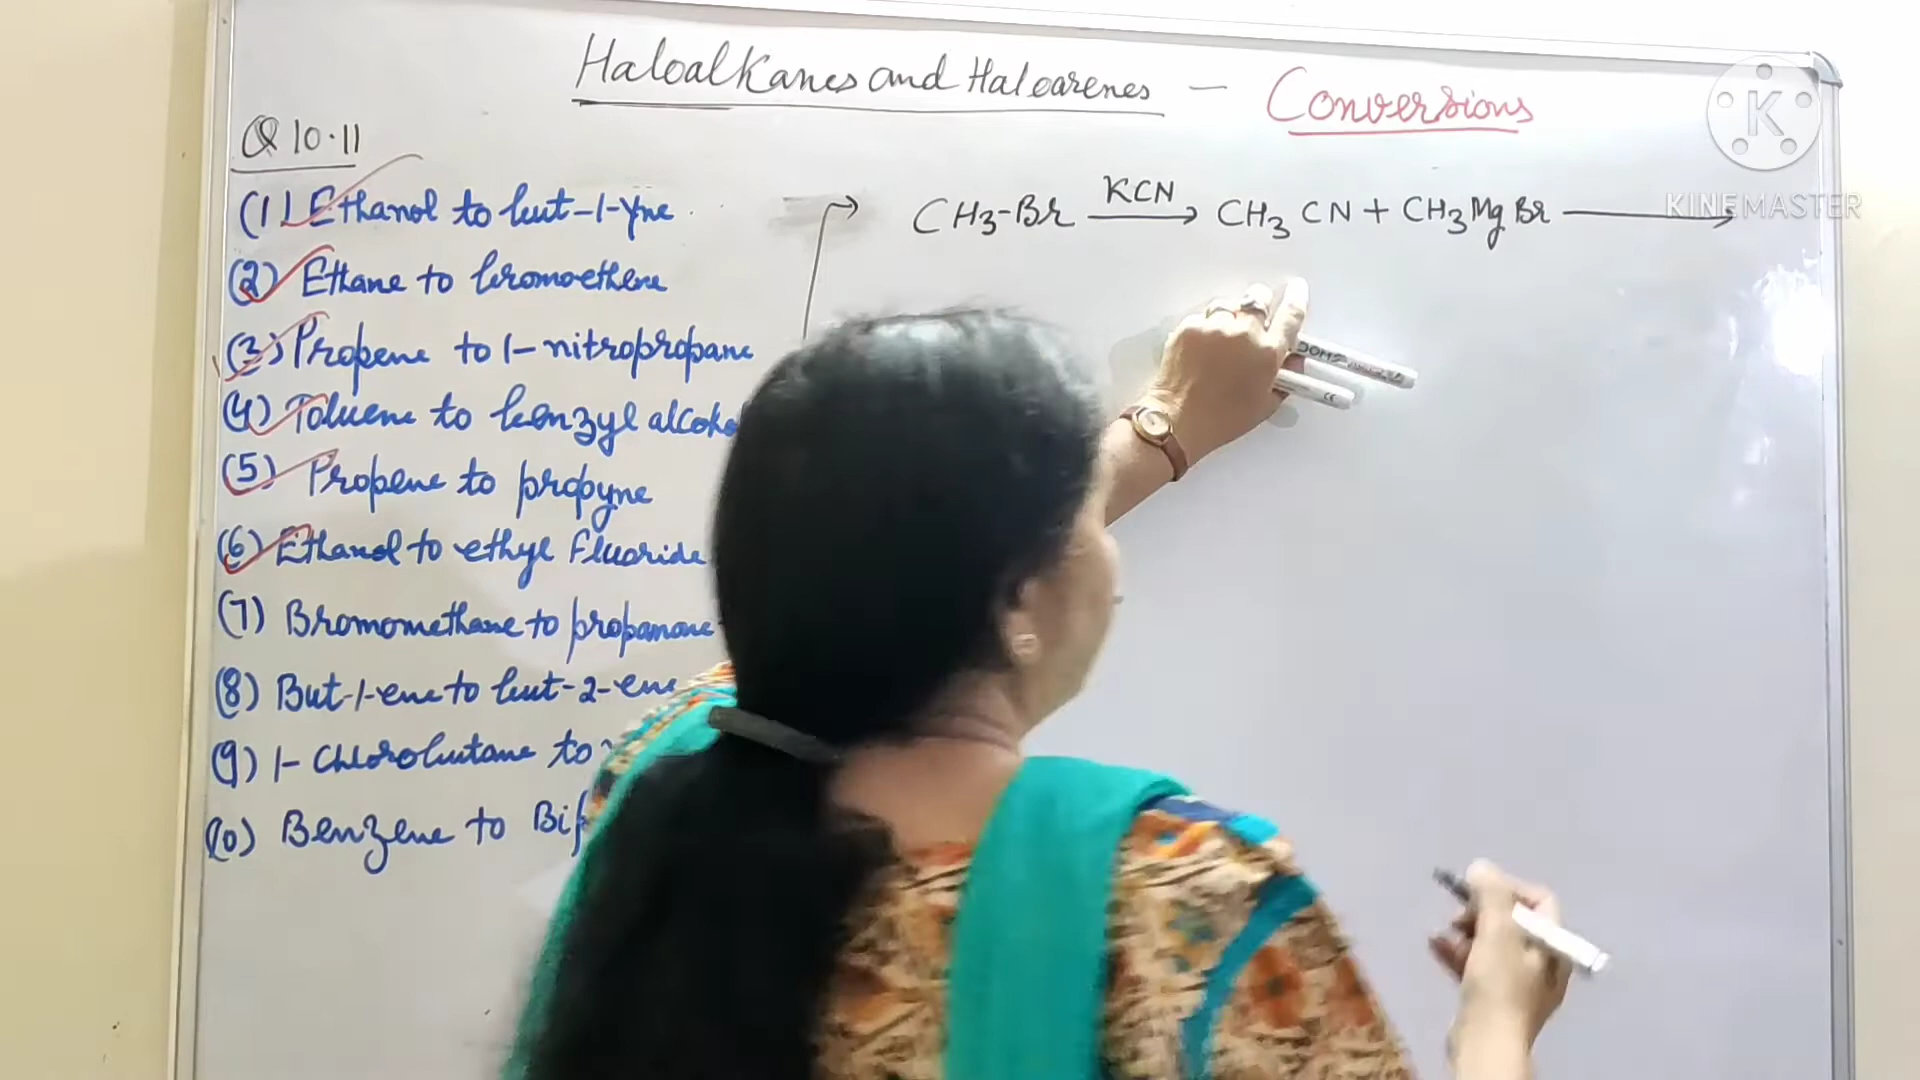 Haloalkanes and Haloarenes - Conversions
Q 10.11
(1) Ethanol to but-1-yne
(2) Ethane to bromoethene
(3) Propene to 1-nitropropane
(4) Toluene to benzyl alcoho
(5) Propene to propyne
(6) Ethanol to ethyl fluoride
(7) Bromomethane to propanone
(8) But-1-ene to but-2-ene
(9) 1-Chlorobutane to
(10) Benzene to Bip
KCN
CH3-Br → CH3CN + CH3MgBr →
K
KINEMASTER